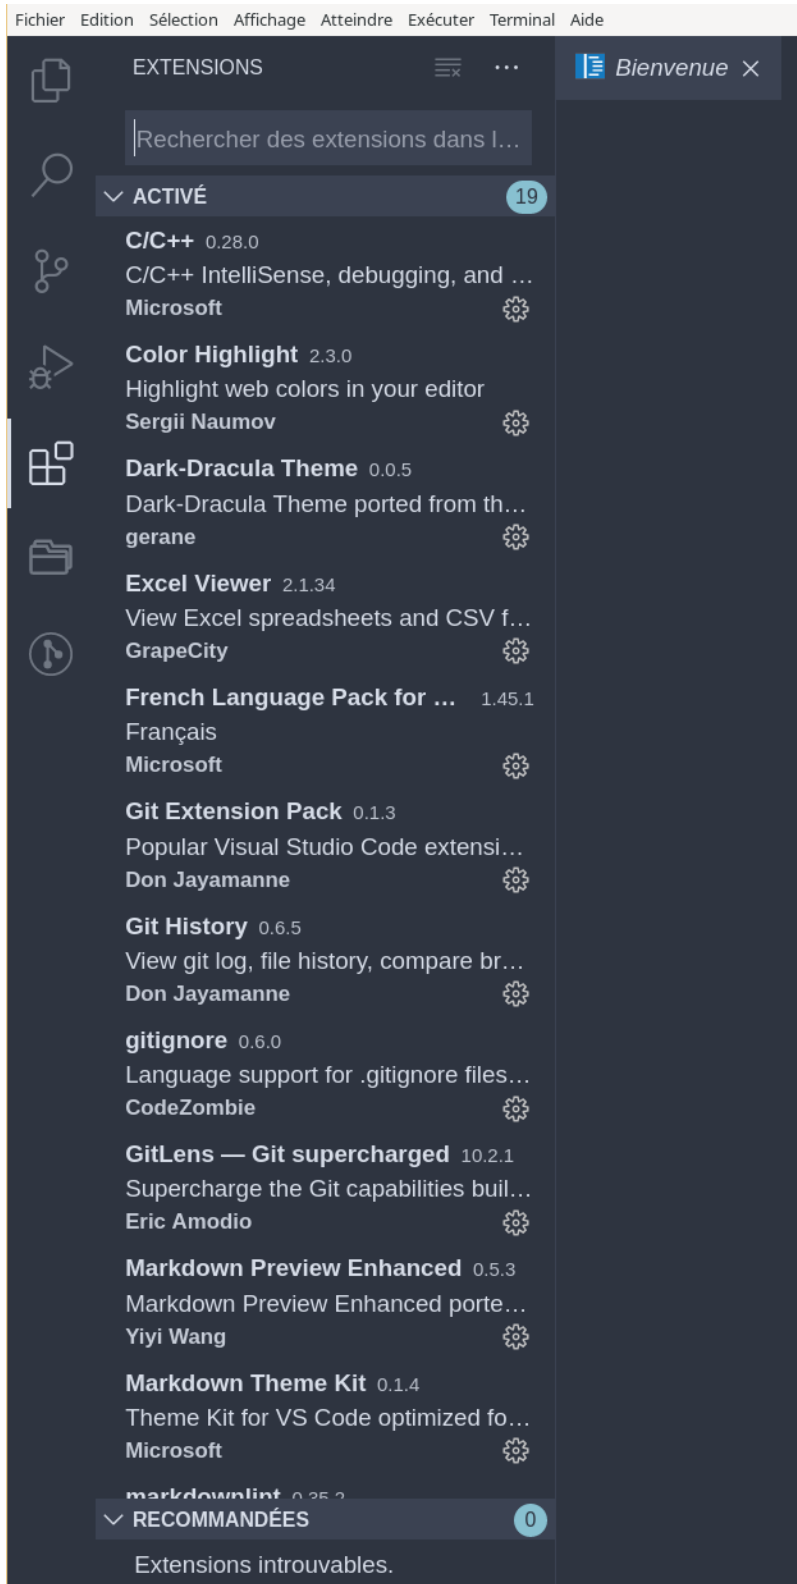 Fichier Edition Sélection Affichage Atteindre Exécuter Terminal Aide
EXTENSIONS
Bienvenue
Rechercher des extensions dans l…
ACTIVÉ 19
C/C++ 0.28.0
C/C++ IntelliSense, debugging, and …
Microsoft
Color Highlight 2.3.0
Highlight web colors in your editor
Sergii Naumov
Dark-Dracula Theme 0.0.5
Dark-Dracula Theme ported from th…
gerane
Excel Viewer 2.1.34
View Excel spreadsheets and CSV f…
GrapeCity
French Language Pack for … 1.45.1
Français
Microsoft
Git Extension Pack 0.1.3
Popular Visual Studio Code extensi…
Don Jayamanne
Git History 0.6.5
View git log, file history, compare br…
Don Jayamanne
gitignore 0.6.0
Language support for .gitignore files…
CodeZombie
GitLens — Git supercharged 10.2.1
Supercharge the Git capabilities buil…
Eric Amodio
Markdown Preview Enhanced 0.5.3
Markdown Preview Enhanced porte…
Yiyi Wang
Markdown Theme Kit 0.1.4
Theme Kit for VS Code optimized fo…
Microsoft
markdownlint 0.35.2
RECOMMANDÉES 0
Extensions introuvables.